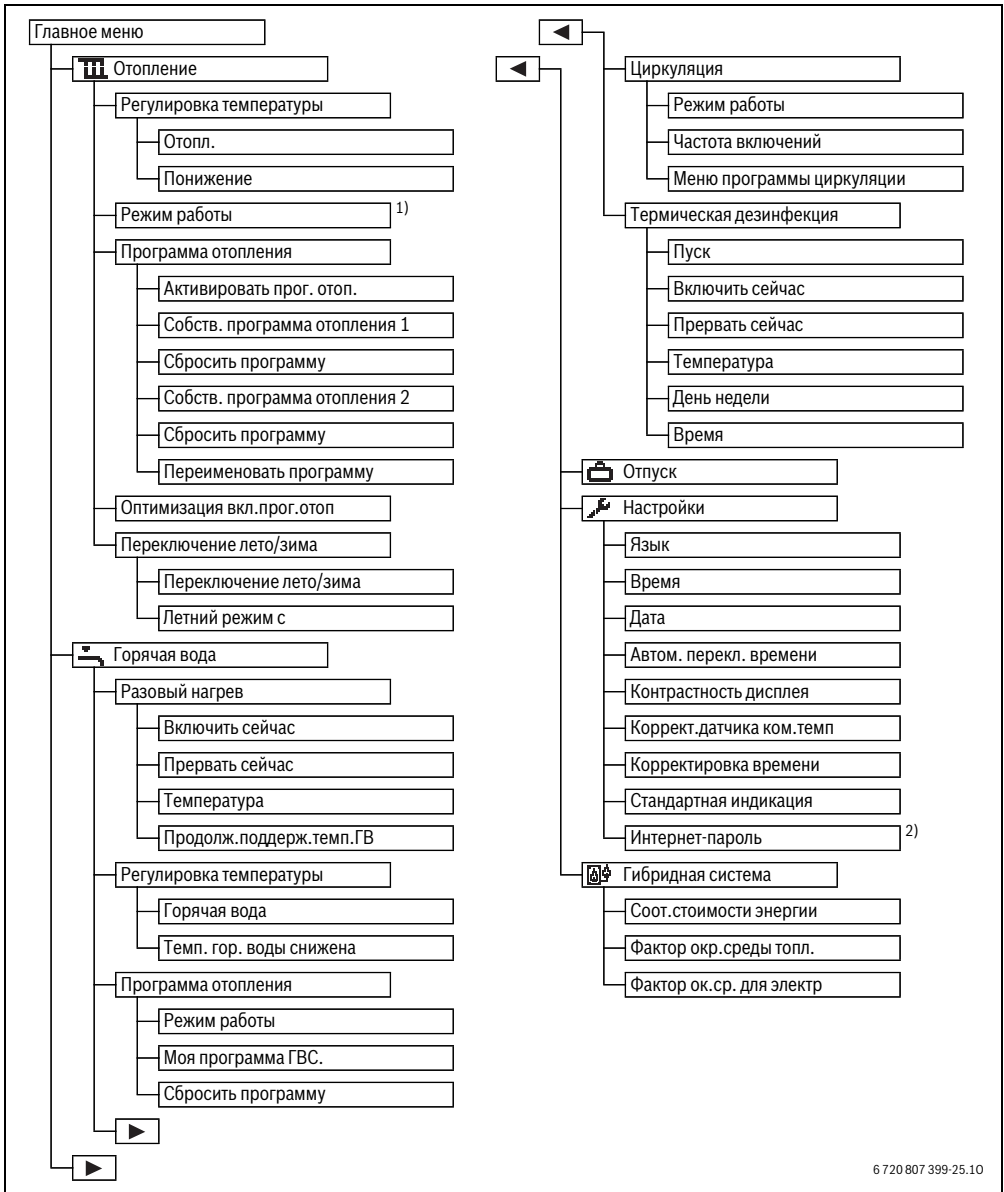 Главное меню
Отопление
Регулировка температуры
Отопл.
Понижение
Режим работы 1)
Программа отопления
Активировать прог. отоп.
Собств. программа отопления 1
Сбросить программу
Собств. программа отопления 2
Сбросить программу
Переименовать программу
Оптимизация вкл.прог.отоп
Переключение лето/зима
Переключение лето/зима
Летний режим с
Горячая вода
Разовый нагрев
Включить сейчас
Прервать сейчас
Температура
Продолж.поддерж.темп.ГВ
Регулировка температуры
Горячая вода
Темп. гор. воды снижена
Программа отопления
Режим работы
Моя программа ГВС.
Сбросить программу
Циркуляция
Режим работы
Частота включений
Меню программы циркуляции
Термическая дезинфекция
Пуск
Включить сейчас
Прервать сейчас
Температура
День недели
Время
Отпуск
Настройки
Язык
Время
Дата
Автом. перекл. времени
Контрастность дисплея
Коррект.датчика ком.темп
Корректировка времени
Стандартная индикация
Интернет-пароль 2)
Гибридная система
Соот.стоимости энергии
Фактор окр.среды топл.
Фактор ок.ср. для электр
6 720 807 399-25.1O